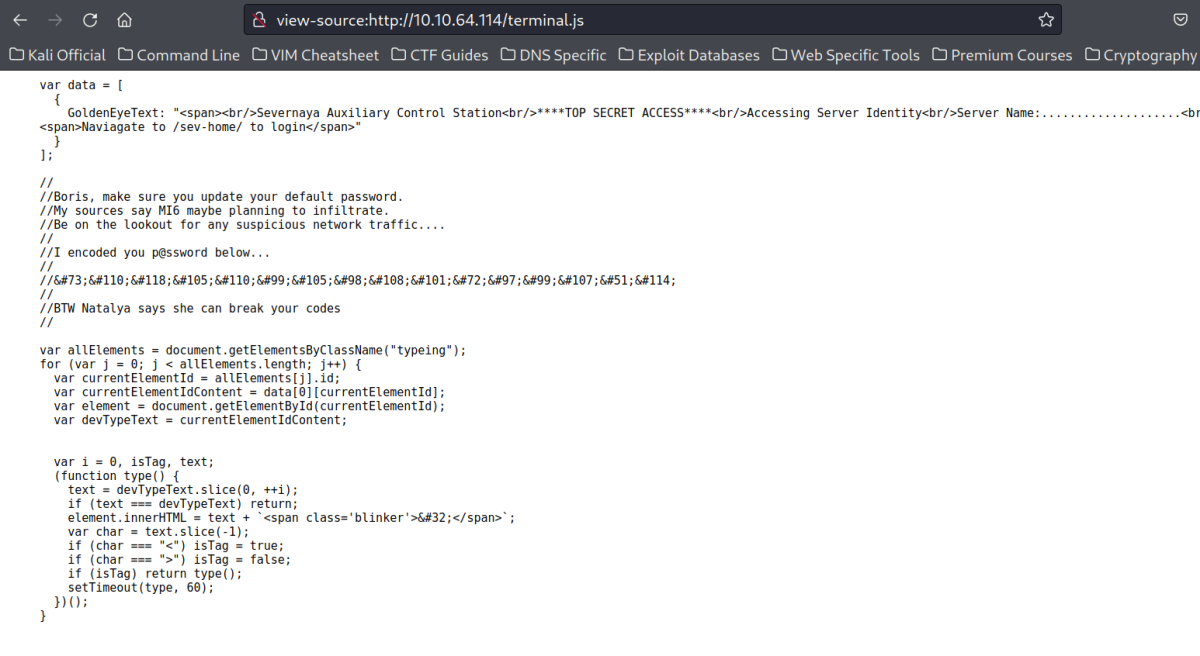 view-source:http://10.10.64.114/terminal.js
Kali Official Command Line VIM Cheatsheet CTF Guides DNS Specific Exploit Databases Web Specific Tools Premium Courses Cryptography
var data = [
  {
    GoldenEyeText: "<span><br/>Severnaya Auxiliary Control Station<br/>****TOP SECRET ACCESS****<br/>Accessing Server Identity<br/>Server Name:....................<br
<span>Naviagate to /sev-home/ to login</span>"
  }
];
//
//Boris, make sure you update your default password.
//My sources say MI6 maybe planning to infiltrate.
//Be on the lookout for any suspicious network traffic....
//
//I encoded you p@ssword below...
//
//&#73;&#110;&#118;&#105;&#110;&#99;&#105;&#98;&#108;&#101;&#72;&#97;&#99;&#107;&#51;&#114;
//
//BTW Natalya says she can break your codes
//
var allElements = document.getElementsByClassName("typeing");
for (var j = 0; j < allElements.length; j++) {
  var currentElementId = allElements[j].id;
  var currentElementIdContent = data[0][currentElementId];
  var element = document.getElementById(currentElementId);
  var devTypeText = currentElementIdContent;
  var i = 0, isTag, text;
  (function type() {
    text = devTypeText.slice(0, ++i);
    if (text === devTypeText) return;
    element.innerHTML = text + `<span class='blinker'>&#32;</span>`;
    var char = text.slice(-1);
    if (char === "<") isTag = true;
    if (char === ">") isTag = false;
    if (isTag) return type();
    setTimeout(type, 60);
  })();
}